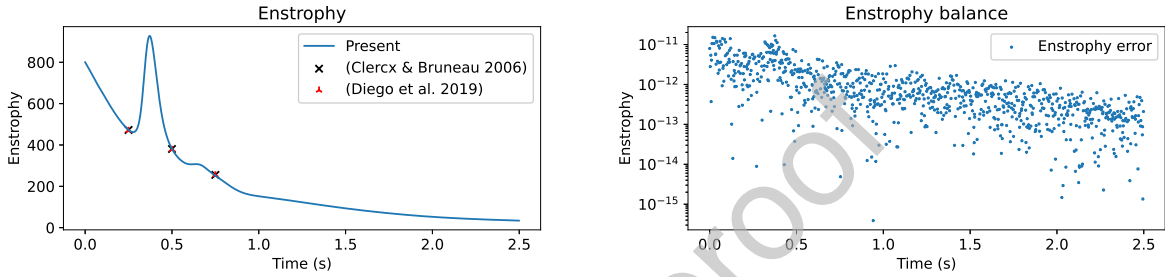 Enstrophy
Enstrophy
800
600
400
200
0
0.0 0.5 1.0 1.5 2.0 2.5
Time (s)
Present
(Clercx & Bruneau 2006)
(Diego et al. 2019)
Enstrophy balance
Enstrophy
10⁻¹¹
10⁻¹²
10⁻¹³
10⁻¹⁴
10⁻¹⁵
0.0 0.5 1.0 1.5 2.0 2.5
Time (s)
Enstrophy error
proof